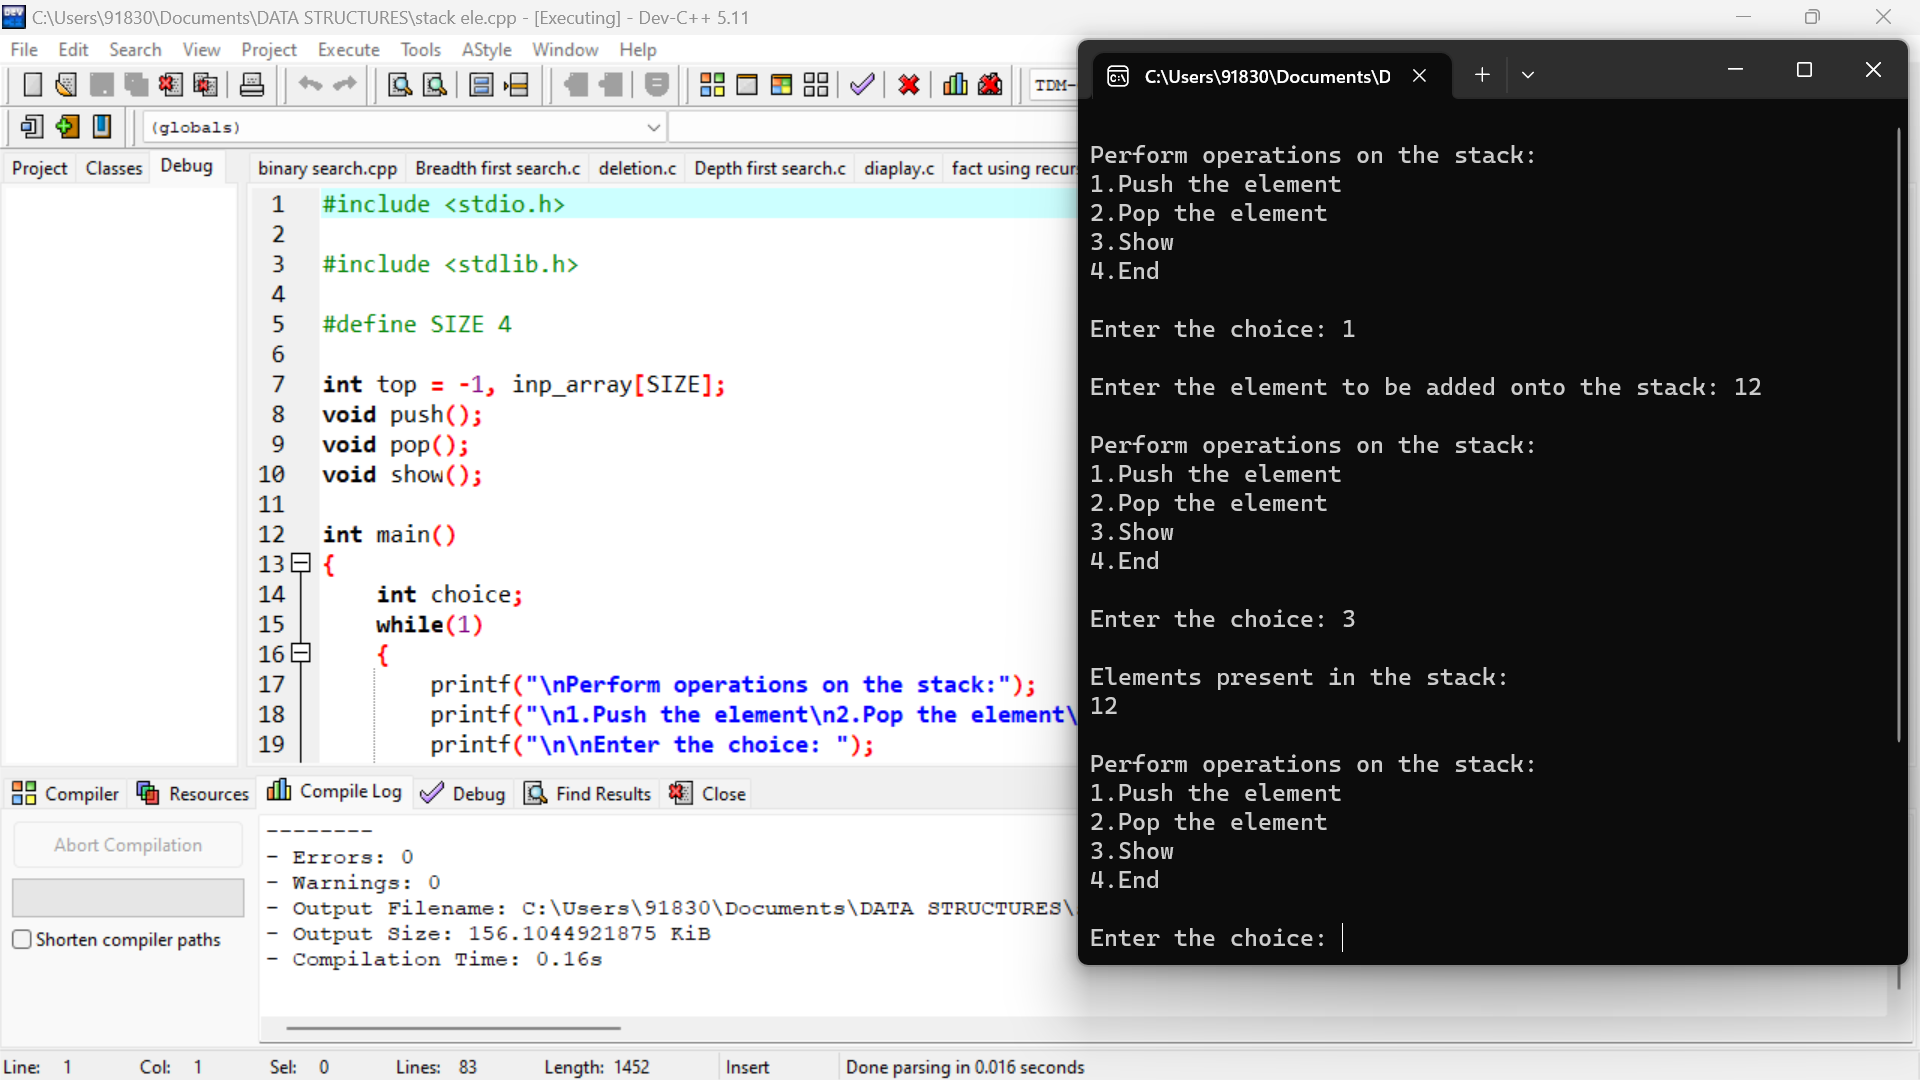 C:\Users\91830\Documents\DATA STRUCTURES\stack ele.cpp - [Executing] - Dev-C++ 5.11
File Edit Search View Project Execute Tools AStyle Window Help
TDM-
(globals)
Project Classes Debug
binary search.cpp Breadth first search.c deletion.c Depth first search.c diaplay.c fact using recur
1 #include <stdio.h>
2
3 #include <stdlib.h>
4
5 #define SIZE 4
6
7 int top = -1, inp_array[SIZE];
8 void push();
9 void pop();
10 void show();
11
12 int main()
13 {
14 int choice;
15 while(1)
16 {
17 printf("\nPerform operations on the stack:");
18 printf("\n1.Push the element\n2.Pop the element\
19 printf("\n\nEnter the choice: ");
Compiler Resources Compile Log Debug Find Results Close
Abort Compilation
Shorten compiler paths
--------
- Errors: 0
- Warnings: 0
- Output Filename: C:\Users\91830\Documents\DATA STRUCTURES\
- Output Size: 156.1044921875 KiB
- Compilation Time: 0.16s
Line: 1 Col: 1 Sel: 0 Lines: 83 Length: 1452 Insert Done parsing in 0.016 seconds
C:\Users\91830\Documents\D
Perform operations on the stack:
1.Push the element
2.Pop the element
3.Show
4.End
Enter the choice: 1
Enter the element to be added onto the stack: 12
Perform operations on the stack:
1.Push the element
2.Pop the element
3.Show
4.End
Enter the choice: 3
Elements present in the stack:
12
Perform operations on the stack:
1.Push the element
2.Pop the element
3.Show
4.End
Enter the choice: